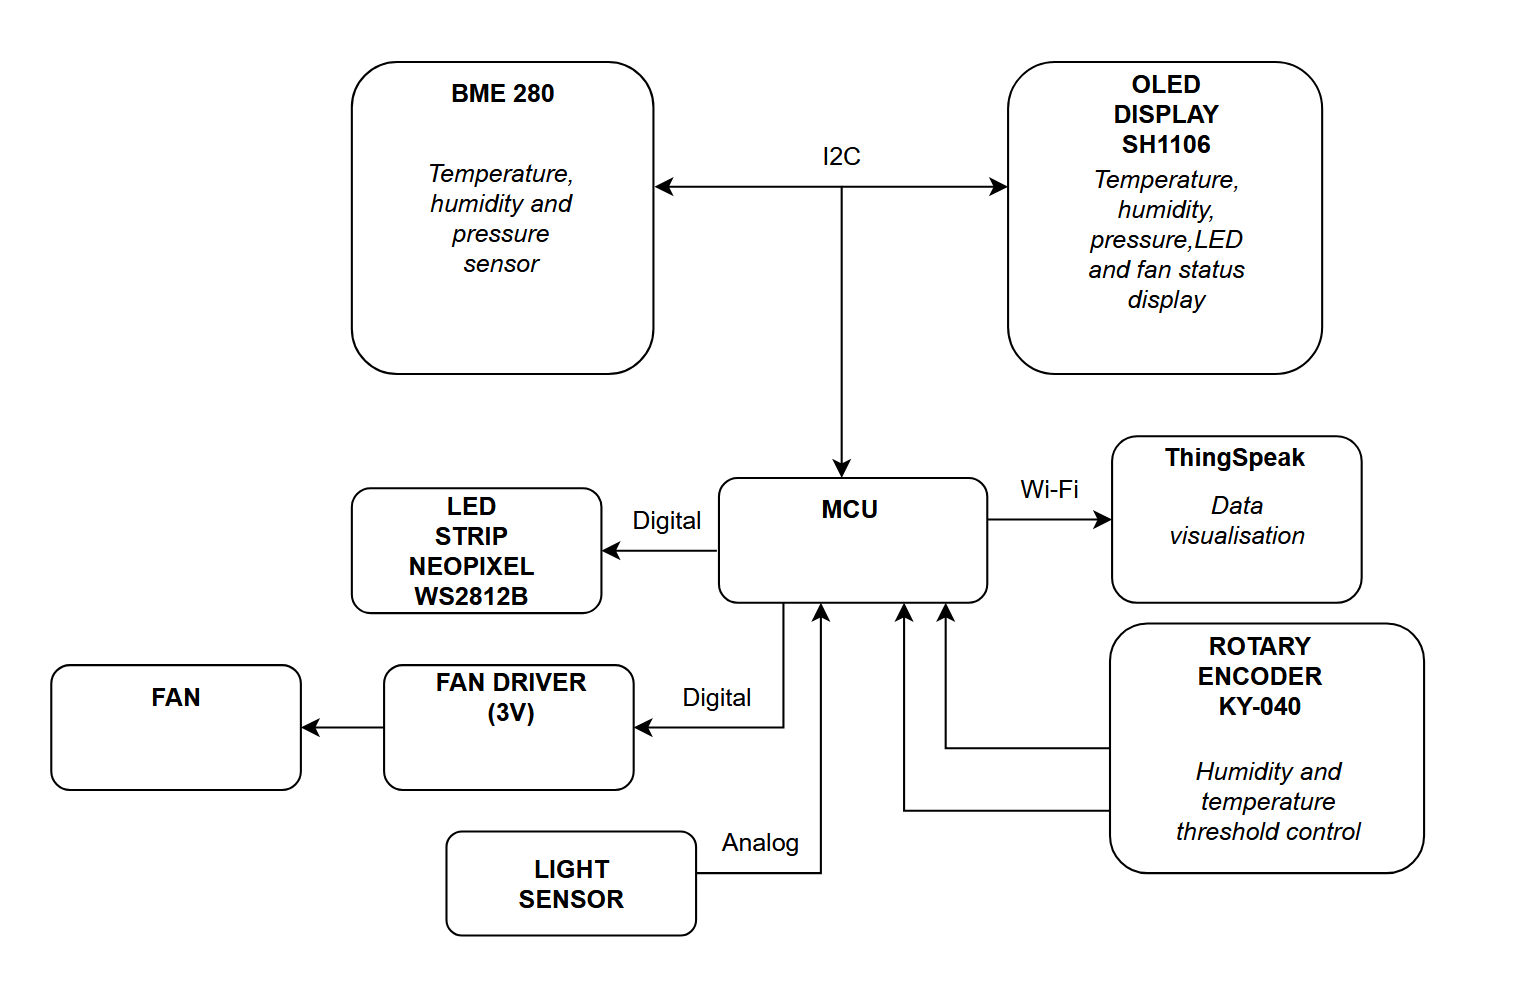 BME 280
Temperature,
humidity and
pressure
sensor
I2C
OLED
DISPLAY
SH1106
Temperature,
humidity,
pressure,LED
and fan status
display
LED
STRIP
NEOPIXEL
WS2812B
Digital
MCU
Wi-Fi
ThingSpeak
Data
visualisation
FAN
FAN DRIVER
(3V)
Digital
ROTARY
ENCODER
KY-040
Humidity and
temperature
threshold control
LIGHT
SENSOR
Analog